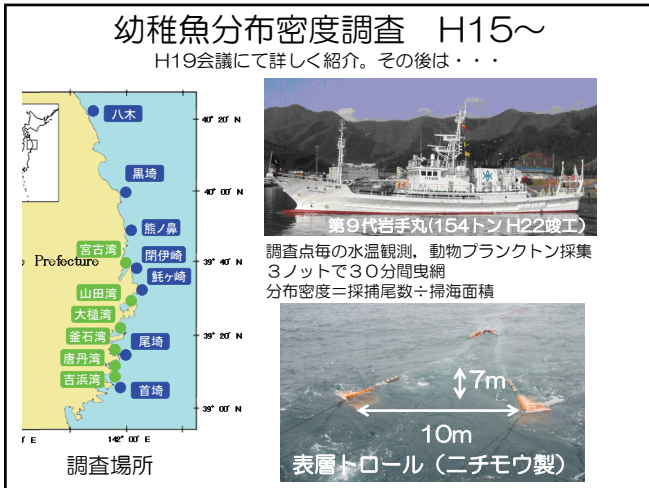 幼稚魚分布密度調査　H15～
H19会議にて詳しく紹介。その後は・・・
八木
黒埼
熊ノ鼻
宮古湾
閉伊崎
魹ヶ崎
山田湾
大槌湾
釜石湾
尾埼
唐丹湾
吉浜湾
首埼
e Prefecture
40° 20′ N
40° 00′ N
39° 40′ N
39° 20′ N
39° 00′ N
0′ E
142° 00′ E
調査場所
第９代岩手丸(154トン H22竣工)
調査点毎の水温観測，動物プランクトン採集
３ノットで３０分間曳網
分布密度＝採捕尾数÷掃海面積
7m
10m
表層トロール（ニチモウ製）